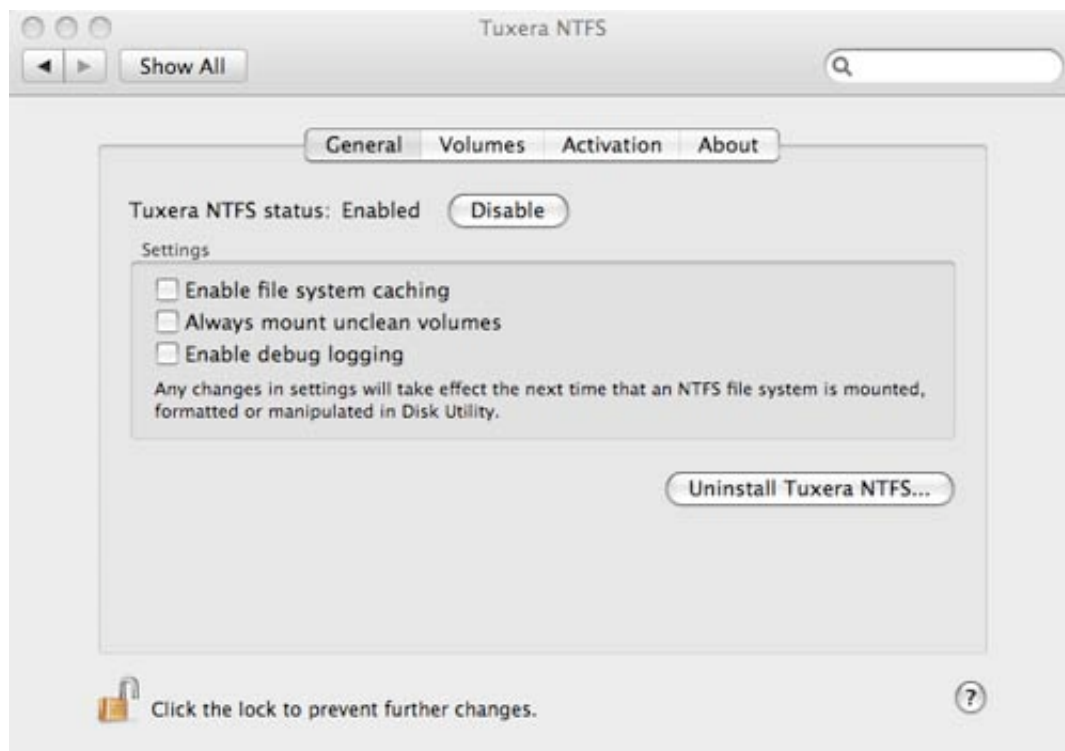 Tuxera NTFS
Show All
General Volumes Activation About
Tuxera NTFS status: Enabled Disable
Settings
Enable file system caching
Always mount unclean volumes
Enable debug logging
Any changes in settings will take effect the next time that an NTFS file system is mounted,
formatted or manipulated in Disk Utility.
Uninstall Tuxera NTFS...
Click the lock to prevent further changes.
?